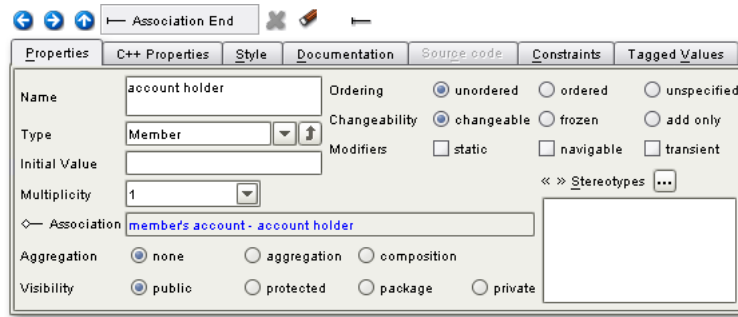 Association End
Properties C++ Properties Style Documentation Source code Constraints Tagged Values
Name account holder Ordering unordered ordered unspecified
Changeability changeable frozen add only
Type Member
Modifiers static navigable transient
Initial Value
« » Stereotypes ...
Multiplicity 1
Association member's account - account holder
Aggregation none aggregation composition
Visibility public protected package private